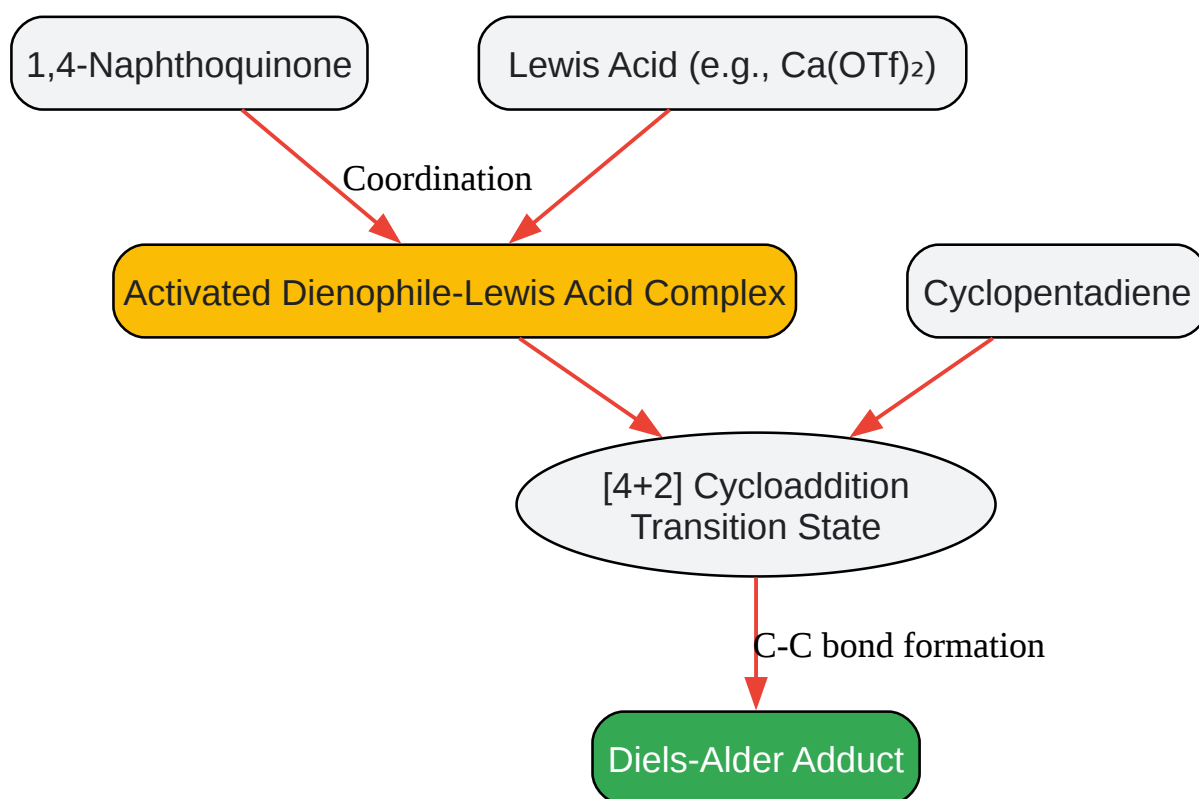 1,4-Naphthoquinone
Lewis Acid (e.g., Ca(OTf)₂)
Coordination
Activated Dienophile-Lewis Acid Complex
Cyclopentadiene
[4+2] Cycloaddition
Transition State
C-C bond formation
Diels-Alder Adduct